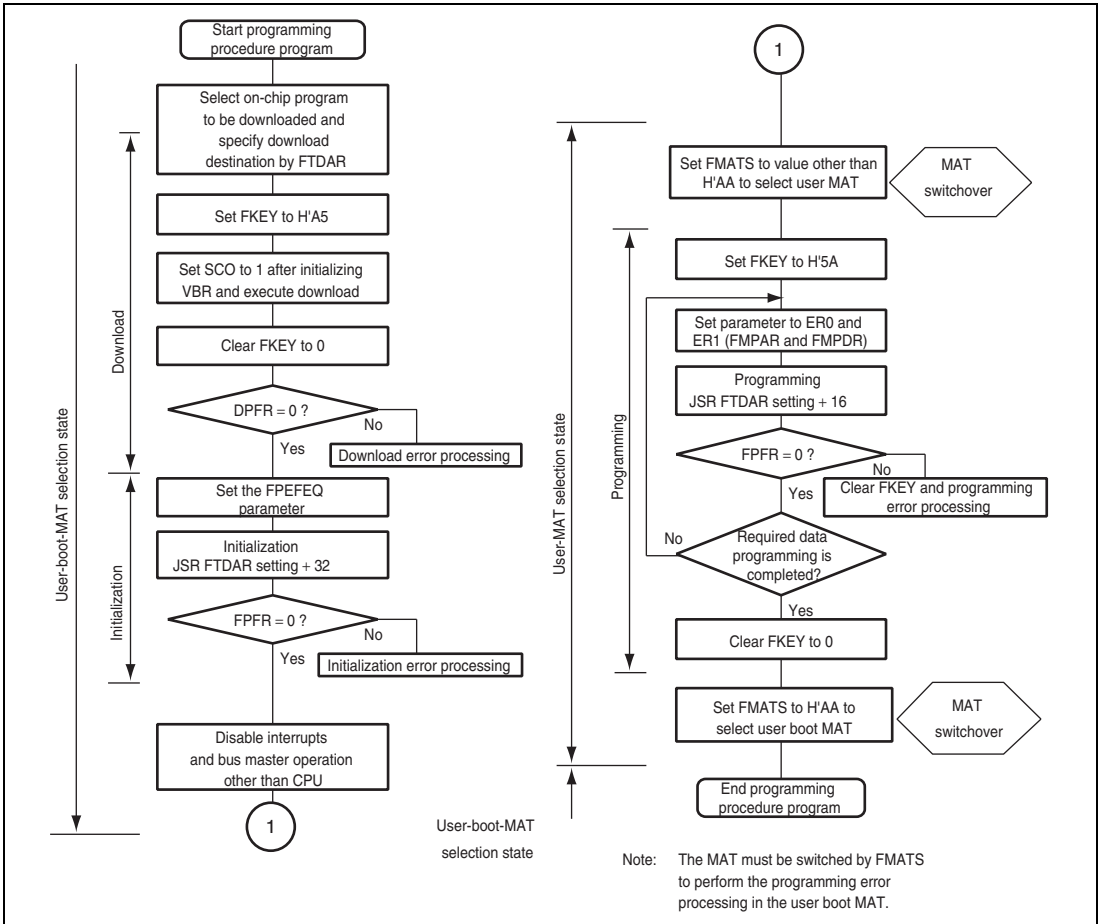 Start programming
procedure program
Select on-chip program
to be downloaded and
specify download
destination by FTDAR
Set FKEY to H'A5
Set SCO to 1 after initializing
VBR and execute download
Clear FKEY to 0
DPFR = 0 ?
No
Yes
Download error processing
Set the FPEFEQ
parameter
Initialization
JSR FTDAR setting + 32
FPFR = 0 ?
No
Yes
Initialization error processing
Disable interrupts
and bus master operation
other than CPU
1
Download
Initialization
User-boot-MAT selection state
1
Set FMATS to value other than
H'AA to select user MAT
MAT
switchover
Set FKEY to H'5A
Set parameter to ER0 and
ER1 (FMPAR and FMPDR)
Programming
JSR FTDAR setting + 16
FPFR = 0 ?
No
Yes
Clear FKEY and programming
error processing
Required data
programming is
completed?
No
Yes
Clear FKEY to 0
Set FMATS to H'AA to
select user boot MAT
MAT
switchover
End programming
procedure program
Programming
User-MAT selection state
User-boot-MAT
selection state
Note: The MAT must be switched by FMATS
to perform the programming error
processing in the user boot MAT.